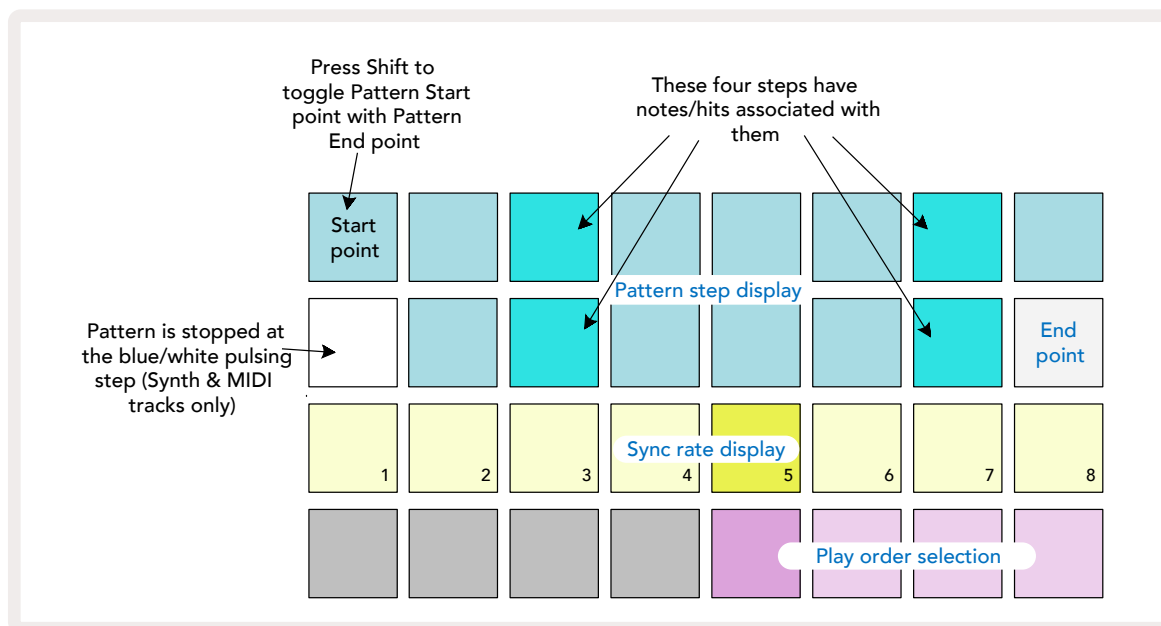 Press Shift to
toggle Pattern Start
point with Pattern
End point
These four steps have
notes/hits associated with
them
Start
point
Pattern step display
Pattern is stopped at
the blue/white pulsing
step (Synth & MIDI
tracks only)
End
point
Sync rate display
1 2 3 4 5 6 7 8
Play order selection